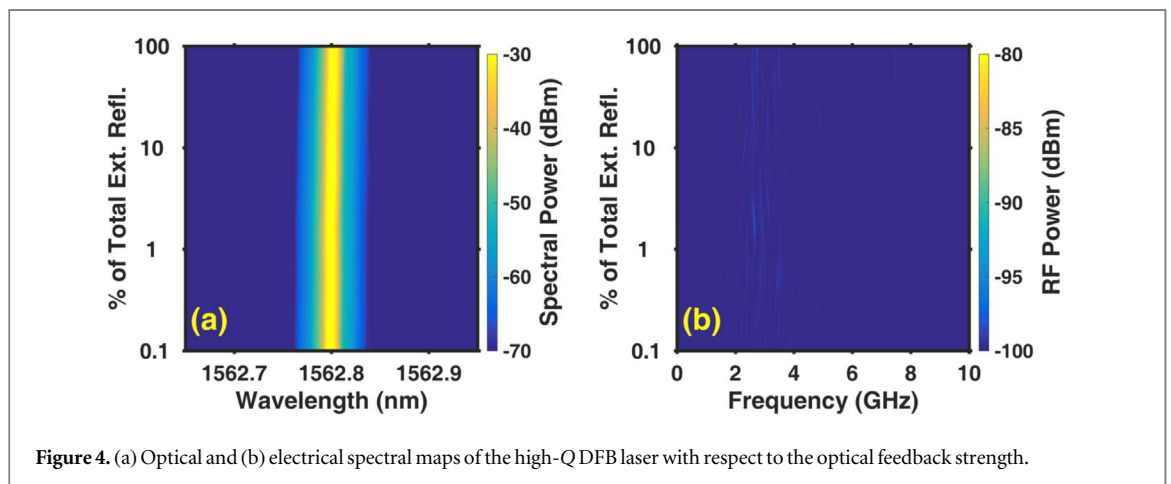 100
10
1
0.1
% of Total Ext. Refl.
(a)
1562.7 1562.8 1562.9
Wavelength (nm)
-30
-40
-50
-60
-70
Spectral Power (dBm)
100
10
1
0.1
% of Total Ext. Refl.
(b)
0 2 4 6 8 10
Frequency (GHz)
-80
-85
-90
-95
-100
RF Power (dBm)
Figure 4. (a) Optical and (b) electrical spectral maps of the high-Q DFB laser with respect to the optical feedback strength.